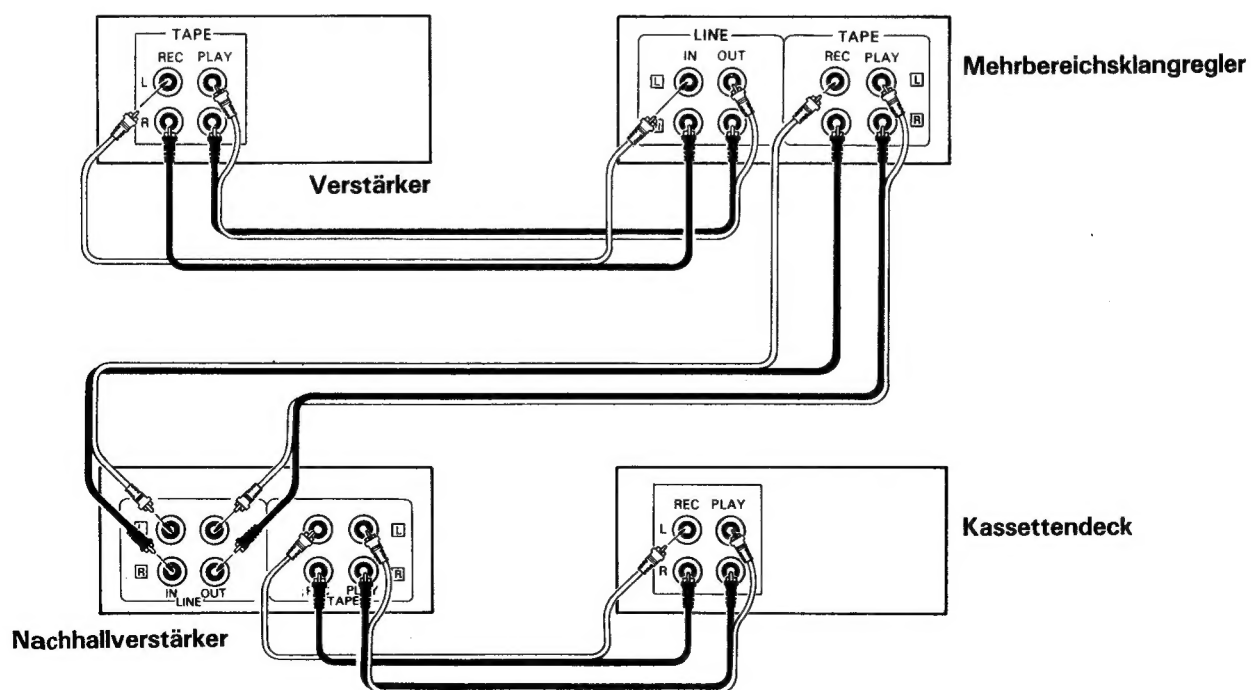 TAPE
REC PLAY
L
R
Verstärker
LINE TAPE
IN OUT REC PLAY
L L
R
Mehrbereichsklangregler
L
R R
IN OUT PLAY
LINE TAPE
Nachhallverstärker
REC PLAY
L
R
Kassettendeck